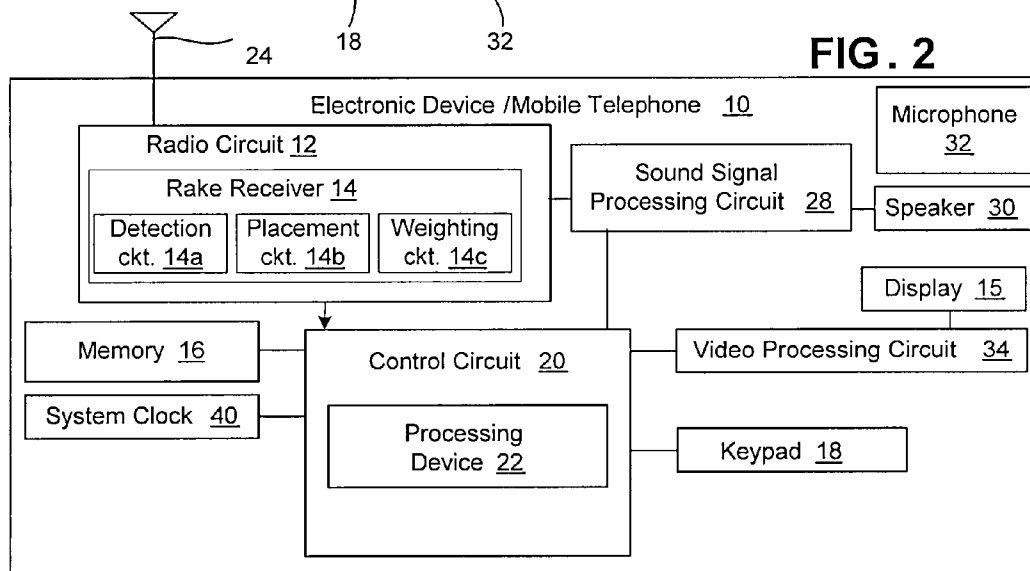 18 32
24
FIG. 2
Electronic Device /Mobile Telephone 10
Microphone
32
Radio Circuit 12
Rake Receiver 14
Detection
ckt. 14a
Placement
ckt. 14b
Weighting
ckt. 14c
Sound Signal
Processing Circuit 28
Speaker 30
Display 15
Memory 16
Control Circuit 20
Video Processing Circuit 34
System Clock 40
Processing
Device 22
Keypad 18